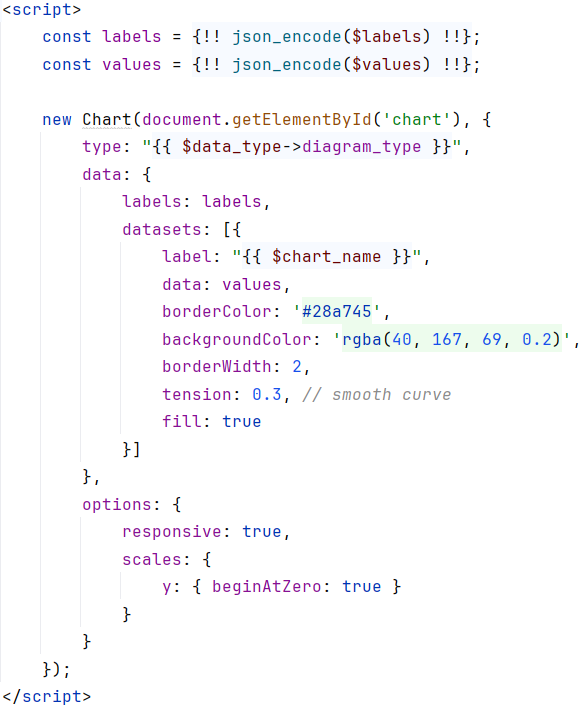 <script>
    const labels = {!! json_encode($labels) !!};
    const values = {!! json_encode($values) !!};

    new Chart(document.getElementById('chart'), {
        type: "{{ $data_type->diagram_type }}",
        data: {
            labels: labels,
            datasets: [{
                label: "{{ $chart_name }}",
                data: values,
                borderColor: '#28a745',
                backgroundColor: 'rgba(40, 167, 69, 0.2)',
                borderWidth: 2,
                tension: 0.3, // smooth curve
                fill: true
            }]
        },
        options: {
            responsive: true,
            scales: {
                y: { beginAtZero: true }
            }
        }
    });
</script>